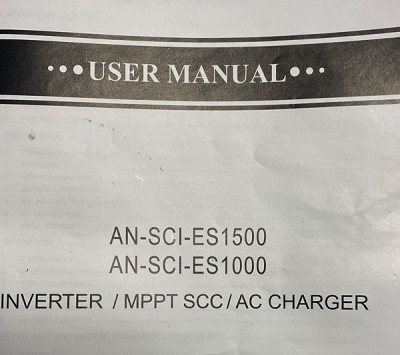 •••USER MANUAL•••
AN-SCI-ES1500
AN-SCI-ES1000
INVERTER / MPPT SCC / AC CHARGER